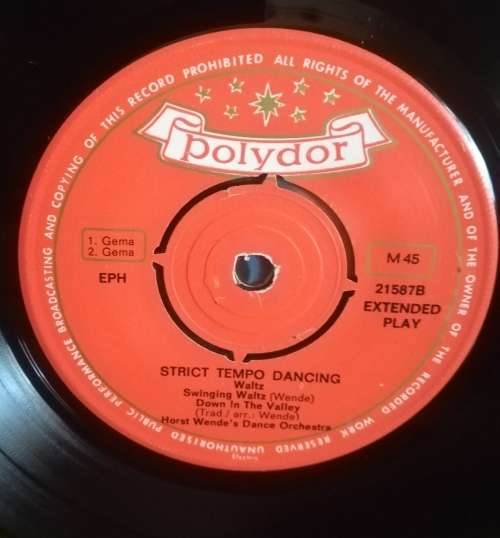 PUBLIC PERFORMANCE BROADCASTING AND COPYING OF THIS RECORD PROHIBITED ALL RIGHTS OF THE MANUFACTURER AND OF THE OWNER OF THE RECORDED WORK RESERVED UNAUTHORISED
polydor
1. Gema
2. Gema
EPH
M 45
21587B
EXTENDED
PLAY
STRICT TEMPO DANCING
Waltz
Swinging Waltz (Wende)
Down In The Valley
(Trad./ arr.: Wende)
Horst Wende's Dance Orchestra